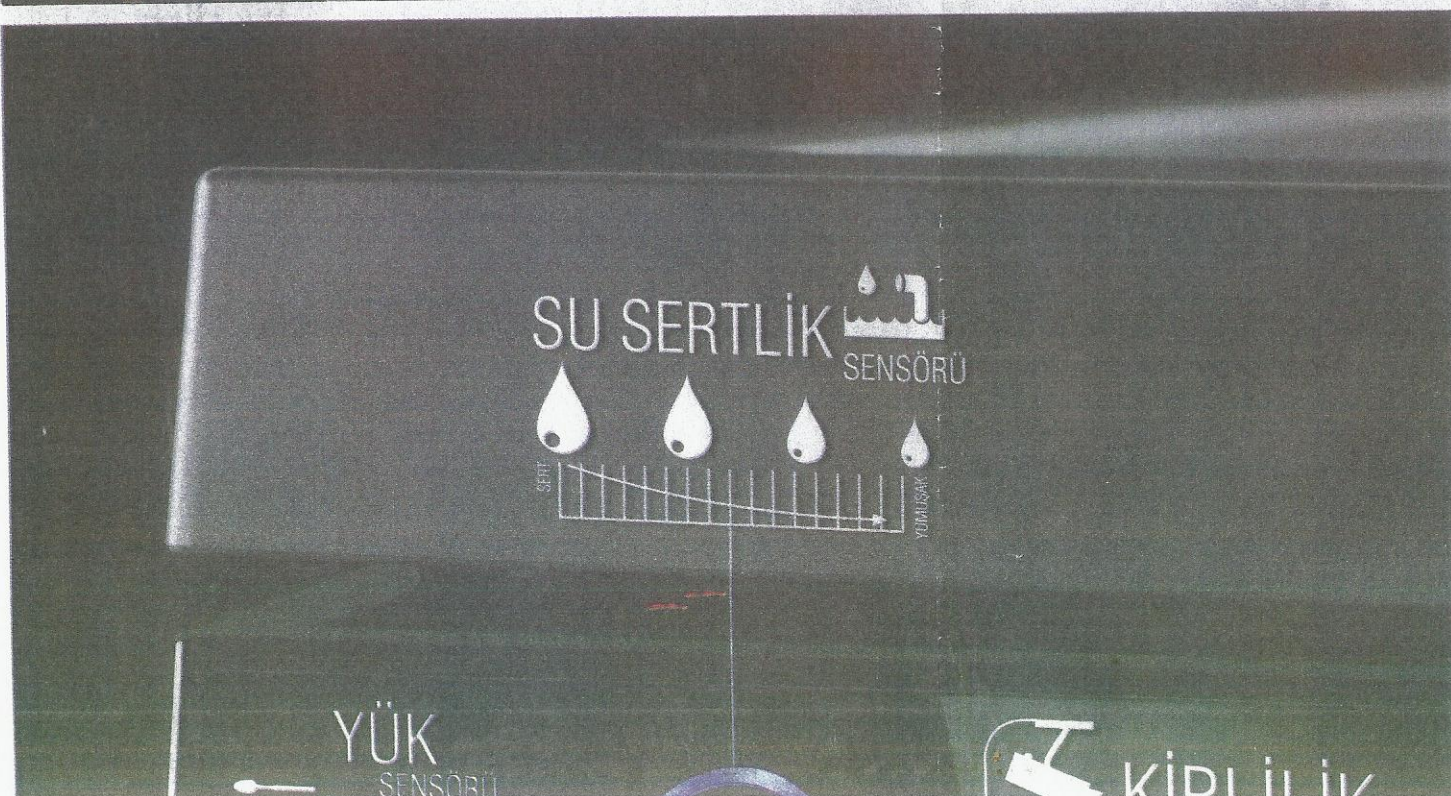 SU SERTLİK
SENSÖRÜ
SERT
YUMUŞAK
YÜK
SENSÖRÜ
KİRLİLİK